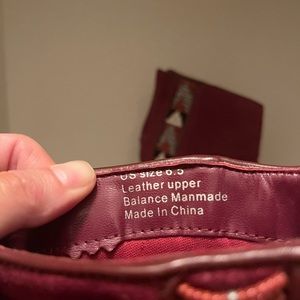 US size 6.5
Leather upper
Balance Manmade
Made In China